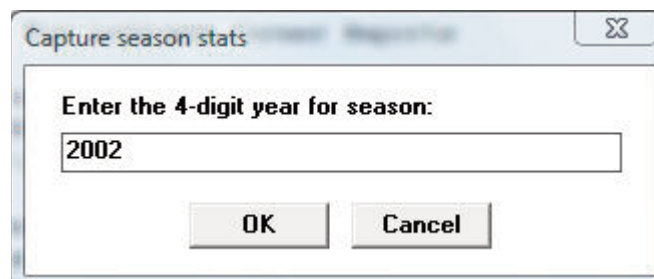 Capture season stats
Enter the 4-digit year for season:
2002
OK Cancel